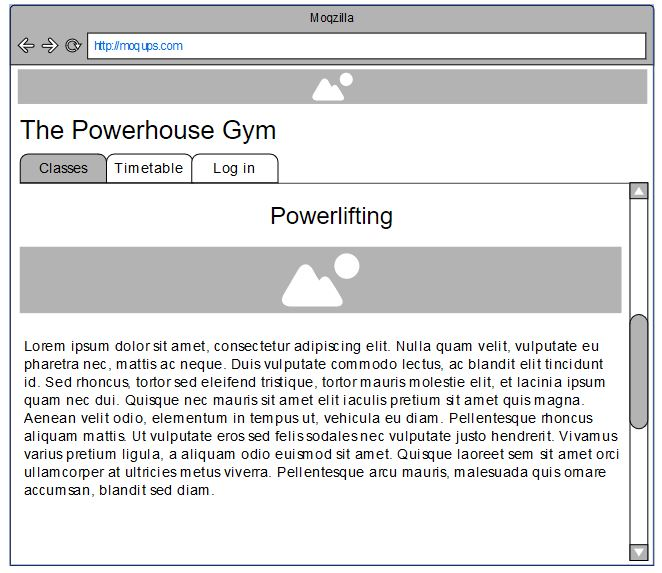 Moqzilla
http://moqups.com
The Powerhouse Gym
Classes Timetable Log in
Powerlifting
Lorem ipsum dolor sit amet, consectetur adipiscing elit. Nulla quam velit, vulputate eu
pharetra nec, mattis ac neque. Duis vulputate commodo lectus, ac blandit elit tincidunt
id. Sed rhoncus, tortor sed eleifend tristique, tortor mauris molestie elit, et lacinia ipsum
quam nec dui. Quisque nec mauris sit amet elit iaculis pretium sit amet quis magna.
Aenean velit odio, elementum in tempus ut, vehicula eu diam. Pellentesque rhoncus
aliquam mattis. Ut vulputate eros sed felis sodales nec vulputate justo hendrerit. Vivamus
varius pretium ligula, a aliquam odio euismod sit amet. Quisque laoreet sem sit amet orci
ullamcorper at ultricies metus viverra. Pellentesque arcu mauris, malesuada quis ornare
accumsan, blandit sed diam.